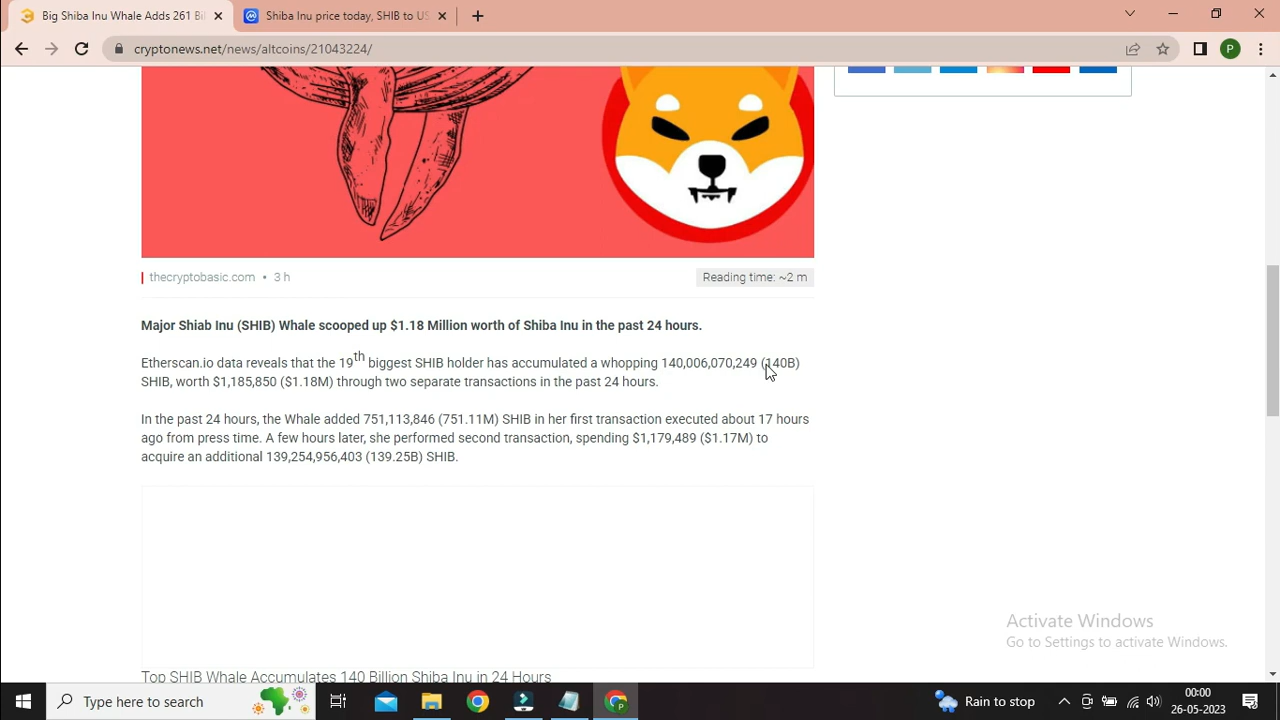 Big Shiba Inu Whale Adds 261 Bi
Shiba Inu price today, SHIB to US
cryptonews.net/news/altcoins/21043224/
P
thecryptobasic.com • 3 h
Reading time: ~2 m
Major Shiab Inu (SHIB) Whale scooped up $1.18 Million worth of Shiba Inu in the past 24 hours.
Etherscan.io data reveals that the 19th biggest SHIB holder has accumulated a whopping 140,006,070,249 (140B)
SHIB, worth $1,185,850 ($1.18M) through two separate transactions in the past 24 hours.
In the past 24 hours, the Whale added 751,113,846 (751.11M) SHIB in her first transaction executed about 17 hours
ago from press time. A few hours later, she performed second transaction, spending $1,179,489 ($1.17M) to
acquire an additional 139,254,956,403 (139.25B) SHIB.
Top SHIB Whale Accumulates 140 Billion Shiba Inu in 24 Hours
Activate Windows
Go to Settings to activate Windows.
Type here to search
Rain to stop
00:00
26-05-2023